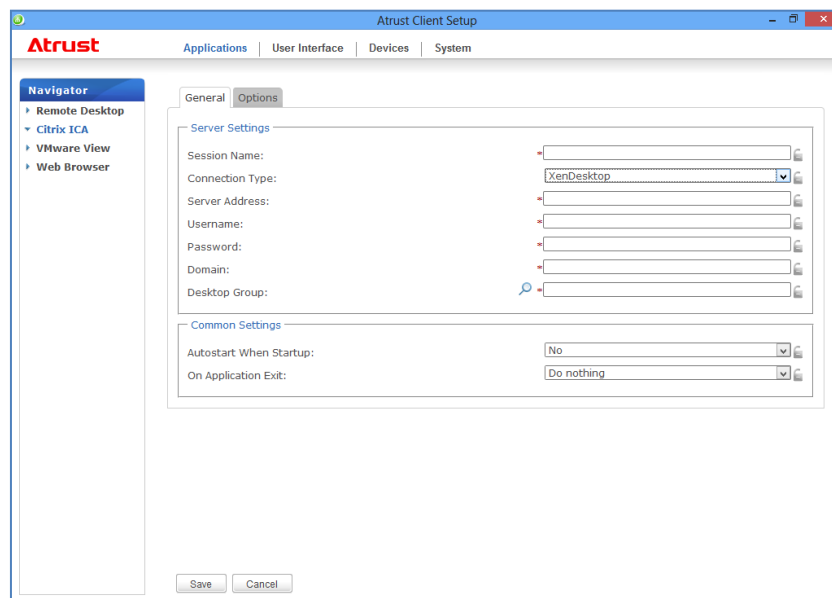 Atrust Client Setup
Atrust
Applications | User Interface | Devices | System
Navigator
Remote Desktop
Citrix ICA
VMware View
Web Browser
General Options
Server Settings
Session Name: *
Connection Type: XenDesktop
Server Address: *
Username: *
Password: *
Domain: *
Desktop Group: *
Common Settings
Autostart When Startup: No
On Application Exit: Do nothing
Save Cancel